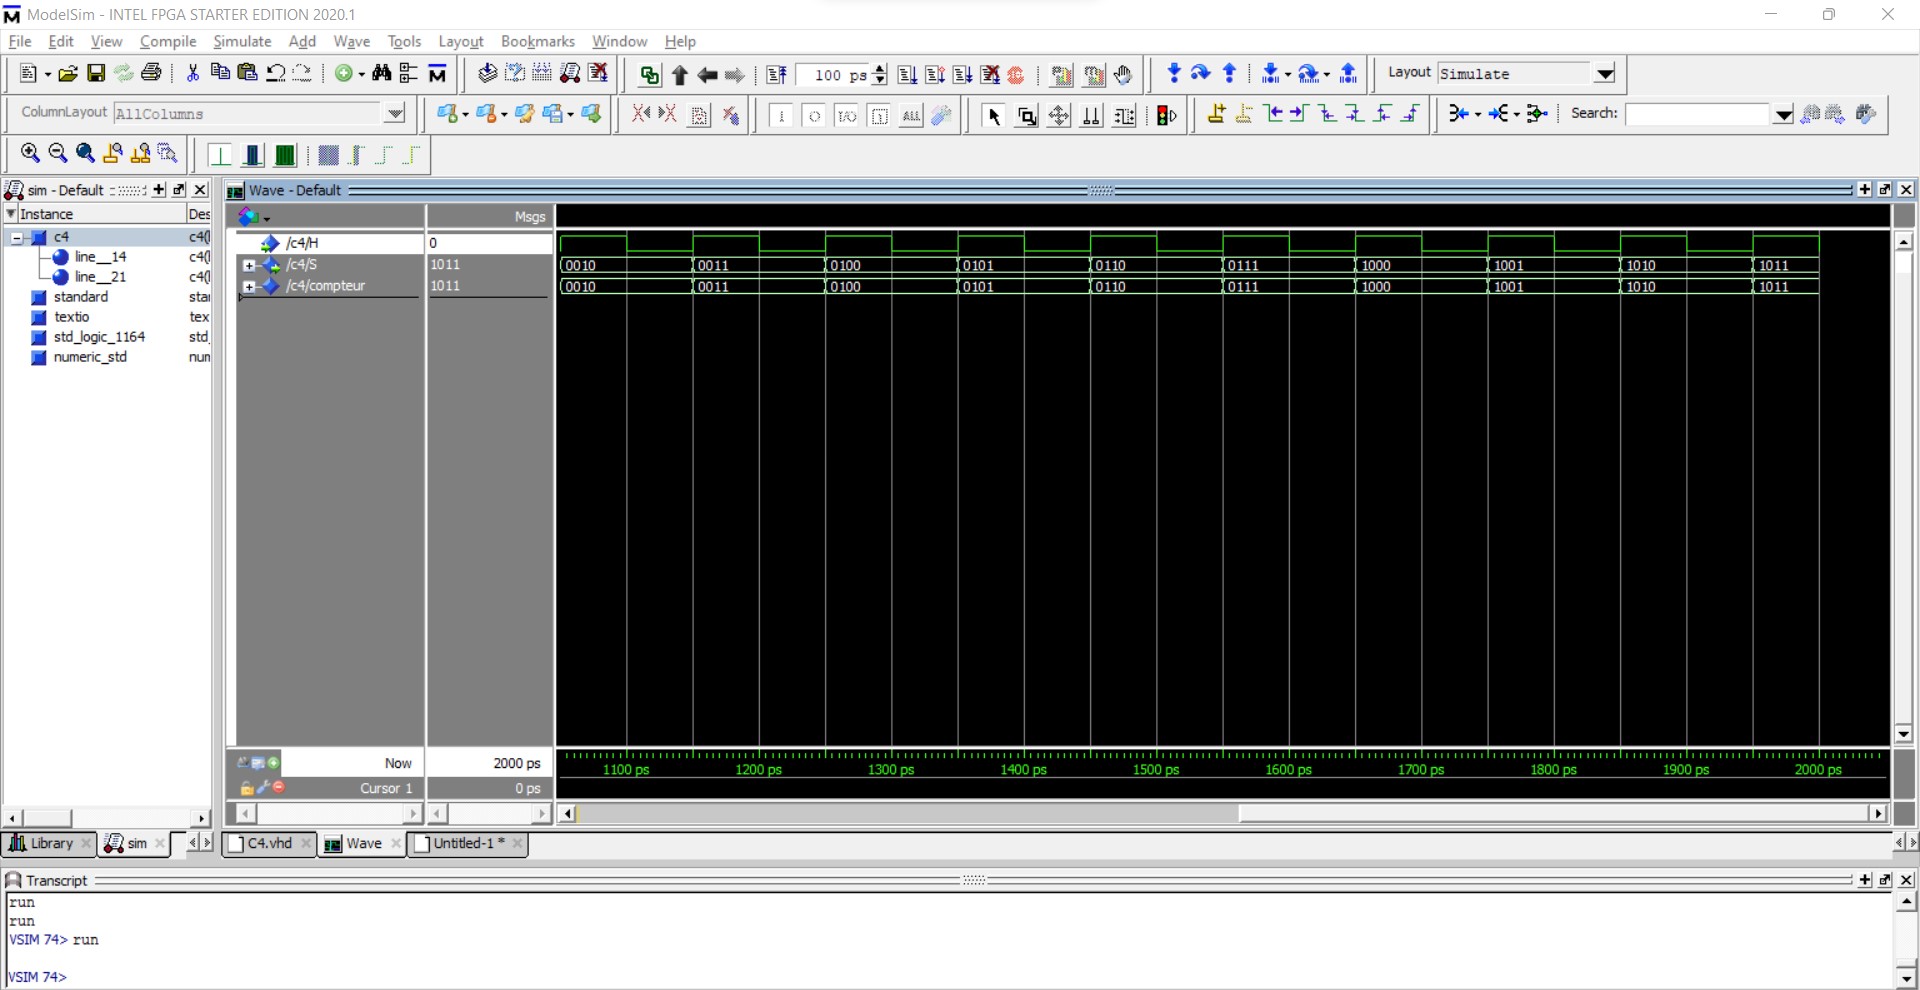 ModelSim - INTEL FPGA STARTER EDITION 2020.1
File Edit View Compile Simulate Add Wave Tools Layout Bookmarks Window Help
100 ps Layout Simulate
ColumnLayout AllColumns Search:
sim - Default
Wave - Default
Instance Des
Msgs
c4 c4(
line__14 c4(
line__21 c4(
standard sta
textio tex
std_logic_1164 std_
numeric_std num
/c4/H 0
/c4/S 1011 0010 0011 0100 0101 0110 0111 1000 1001 1010 1011
/c4/compteur 1011 0010 0011 0100 0101 0110 0111 1000 1001 1010 1011
Now 2000 ps
1100 ps 1200 ps 1300 ps 1400 ps 1500 ps 1600 ps 1700 ps 1800 ps 1900 ps 2000 ps
Cursor 1 0 ps
Library sim C4.vhd Wave Untitled-1 *
Transcript
run
run
VSIM 74> run
VSIM 74>